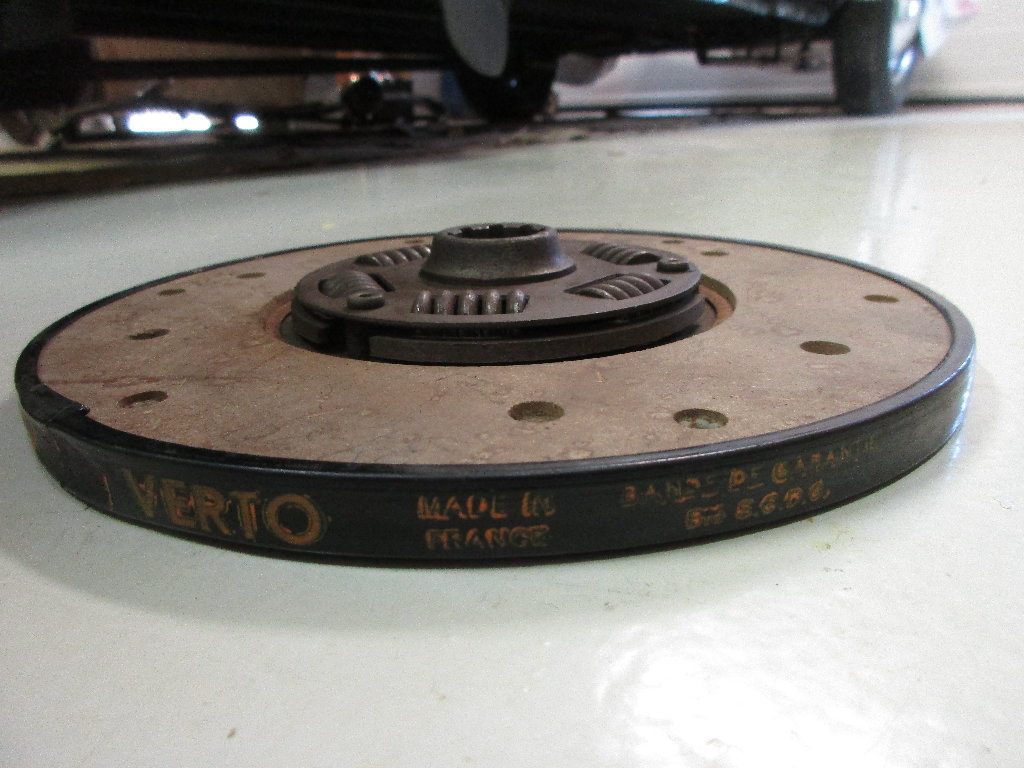 VERTO
MADE IN
FRANCE
BANDE DE GARANTIE
S.G.D.G.